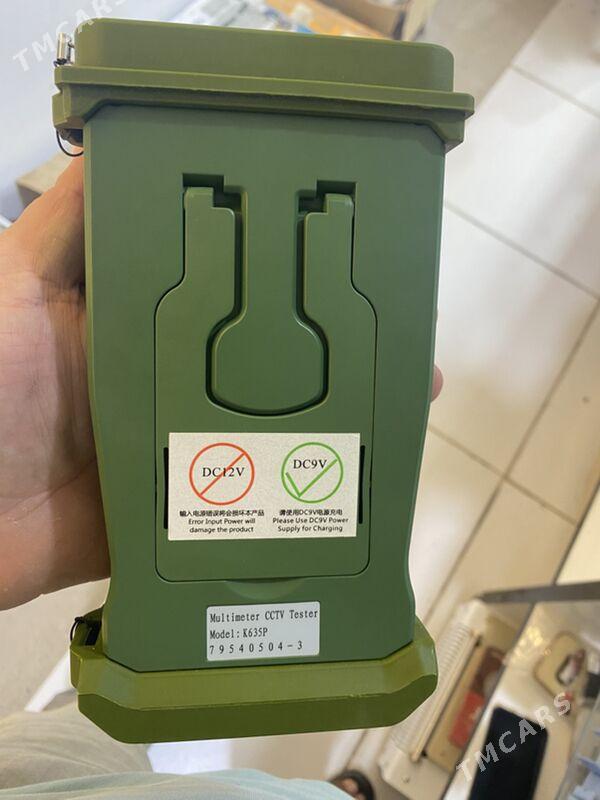 TMCARS
DC12V
DC9V
输入电源错误将会损坏本产品
Error Input Power will
damage the product
请使用DC9V电源充电
Please Use DC9V Power
Supply for Charging
Multimeter CCTV Tester
Model: K635P
79540504-3
TMCARS